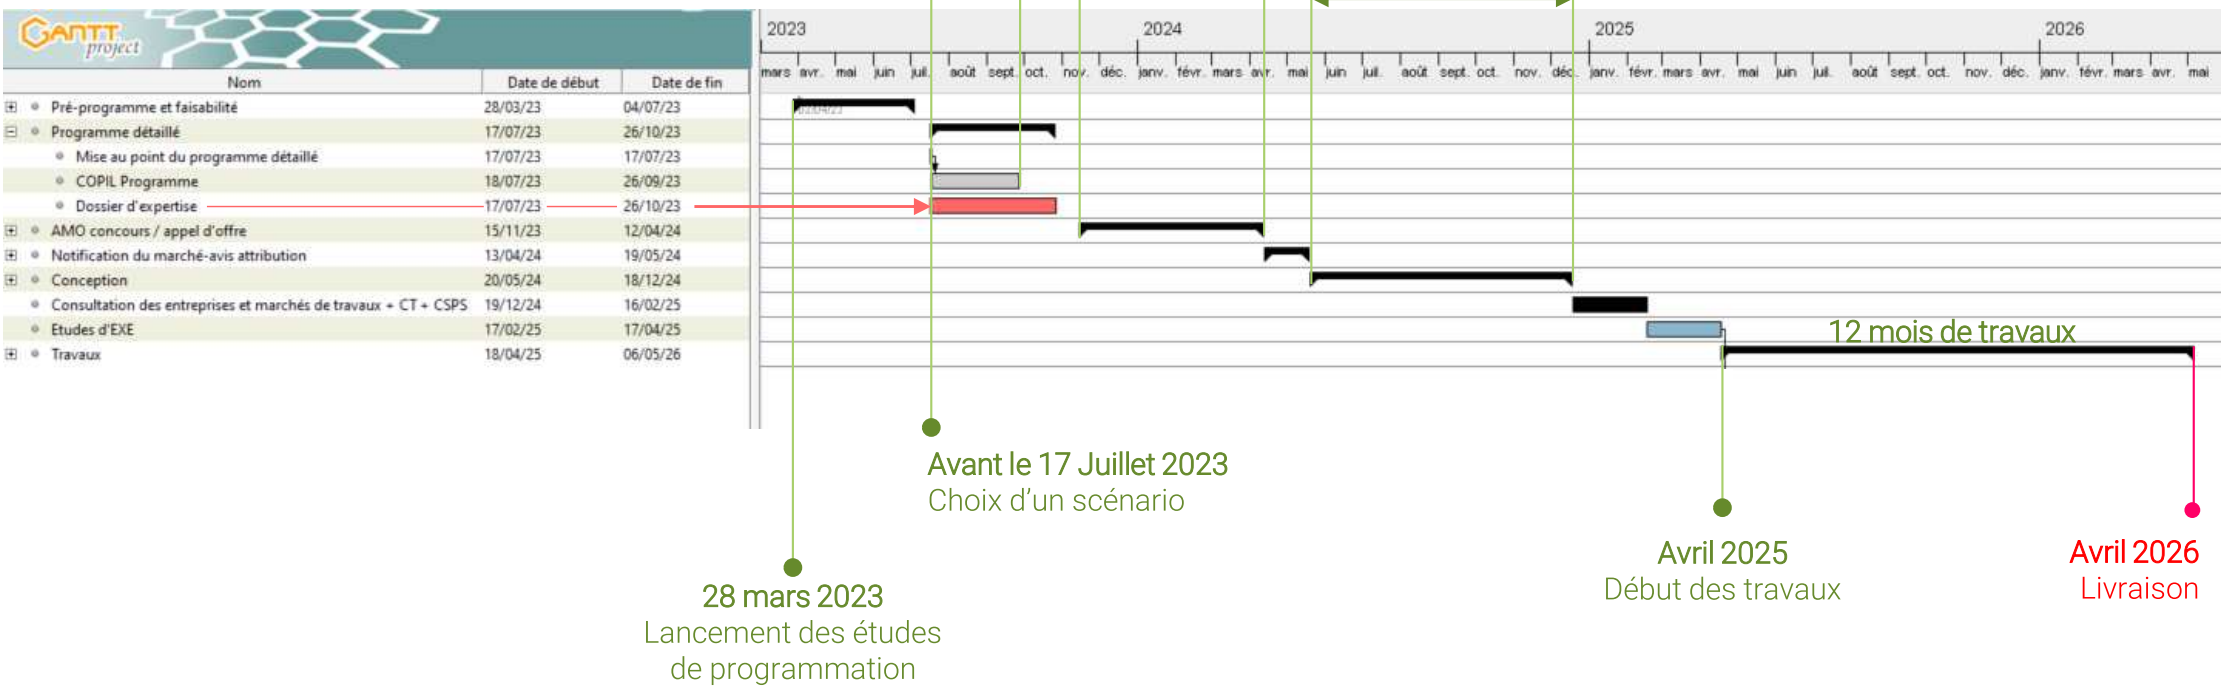 GANTT
project
2023 2024 2025 2026
mars avr. mai juin juil. août sept. oct. nov. déc. janv. févr. mars avr. mai juin juil. août sept. oct. nov. déc. janv. févr. mars avr. mai juin juil. août sept. oct. nov. déc. janv. févr. mars avr. mai
Nom Date de début Date de fin
Pré-programme et faisabilité 28/03/23 04/07/23
Programme détaillé 17/07/23 26/10/23
Mise au point du programme détaillé 17/07/23 17/07/23
COPIL Programme 18/07/23 26/09/23
Dossier d'expertise 17/07/23 26/10/23
AMO concours / appel d'offre 15/11/23 12/04/24
Notification du marché-avis attribution 13/04/24 19/05/24
Conception 20/05/24 18/12/24
Consultation des entreprises et marchés de travaux + CT + CSPS 19/12/24 16/02/25
Etudes d'EXE 17/02/25 17/04/25
12 mois de travaux
Travaux 18/04/25 06/05/26
Avant le 17 Juillet 2023
Choix d'un scénario
Avril 2025
Début des travaux
Avril 2026
Livraison
28 mars 2023
Lancement des études
de programmation